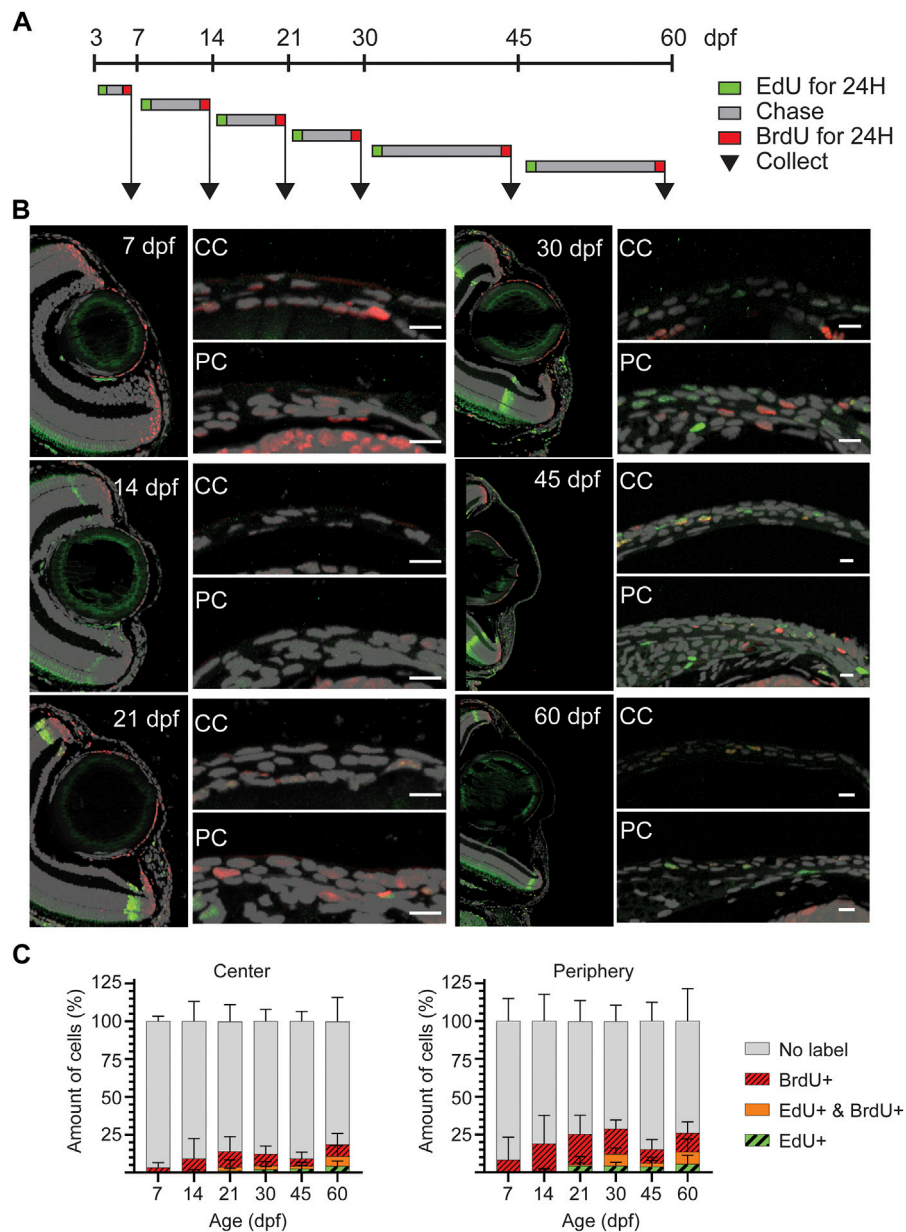 A
3 7 14 21 30 45 60 dpf
EdU for 24H
Chase
BrdU for 24H
Collect
B
7 dpf
CC
PC
30 dpf
CC
PC
14 dpf
CC
PC
45 dpf
CC
PC
21 dpf
CC
PC
60 dpf
CC
PC
C
Center
Amount of cells (%)
125
100
75
50
25
7 14 21 30 45 60
Age (dpf)
Periphery
Amount of cells (%)
125
100
75
50
25
7 14 21 30 45 60
Age (dpf)
No label
BrdU+
EdU+ & BrdU+
EdU+